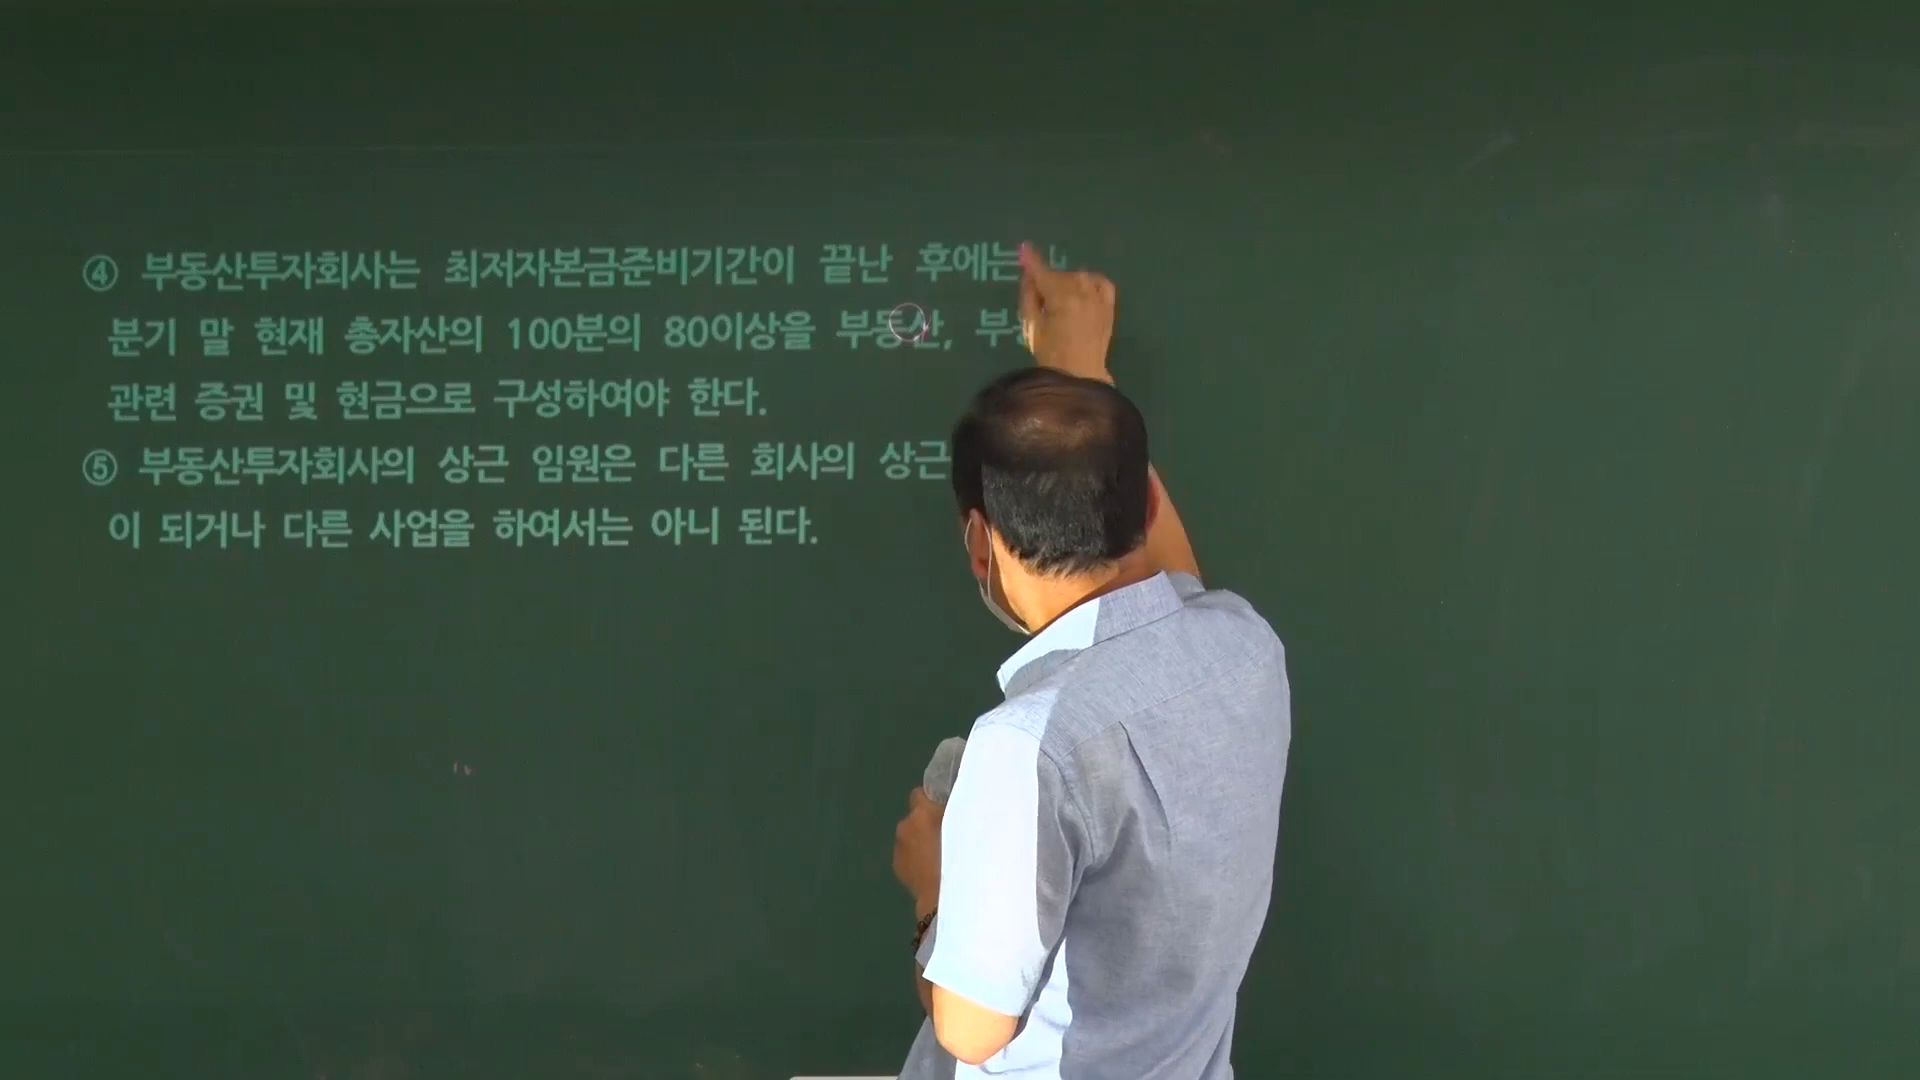 ④ 부동산투자회사는 최저자본금준비기간이 끝난 후에는
분기 말 현재 총자산의 100분의 80이상을 부동산,
관련 증권 및 현금으로 구성하여야 한다.
⑤ 부동산투자회사의 상근 임원은 다른 회사의 상근
이 되거나 다른 사업을 하여서는 아니 된다.